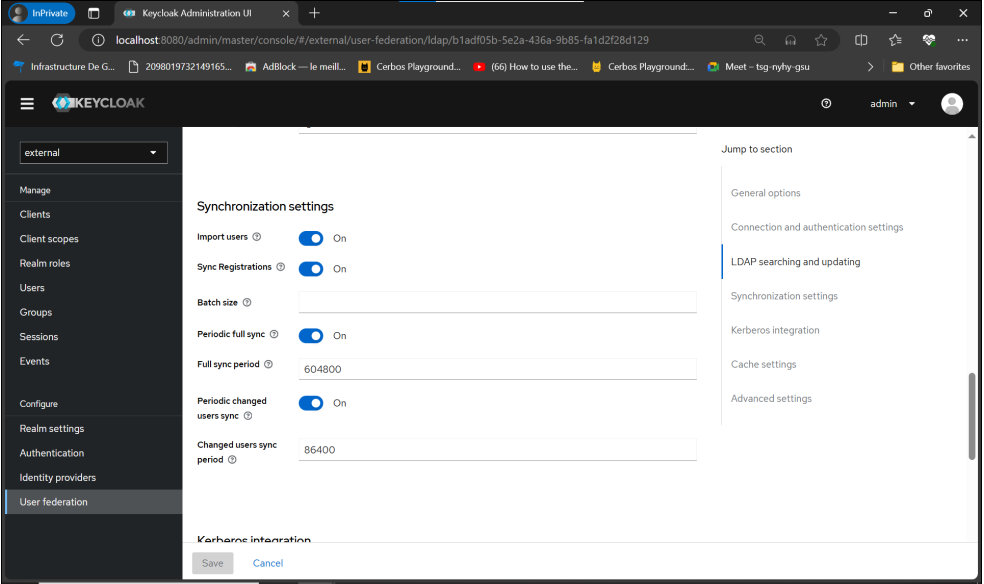 InPrivate
Keycloak Administration UI
localhost:8080/admin/master/console/#/external/user-federation/ldap/b1adf05b-5e2a-436a-9b85-fa1d2f28d129
Infrastructure De G...
2098019732149165...
AdBlock — le meill...
Cerbos Playground...
(66) How to use the...
Cerbos Playground:...
Meet – tsg-nyhy-gsu
Other favorites
KEYCLOAK
admin
external
Manage
Clients
Client scopes
Realm roles
Users
Groups
Sessions
Events
Configure
Realm settings
Authentication
Identity providers
User federation
Synchronization settings
Import users
On
Sync Registrations
On
Batch size
Periodic full sync
On
Full sync period
604800
Periodic changed
users sync
On
Changed users sync
period
86400
Kerberos integration
Save
Cancel
Jump to section
General options
Connection and authentication settings
LDAP searching and updating
Synchronization settings
Kerberos integration
Cache settings
Advanced settings